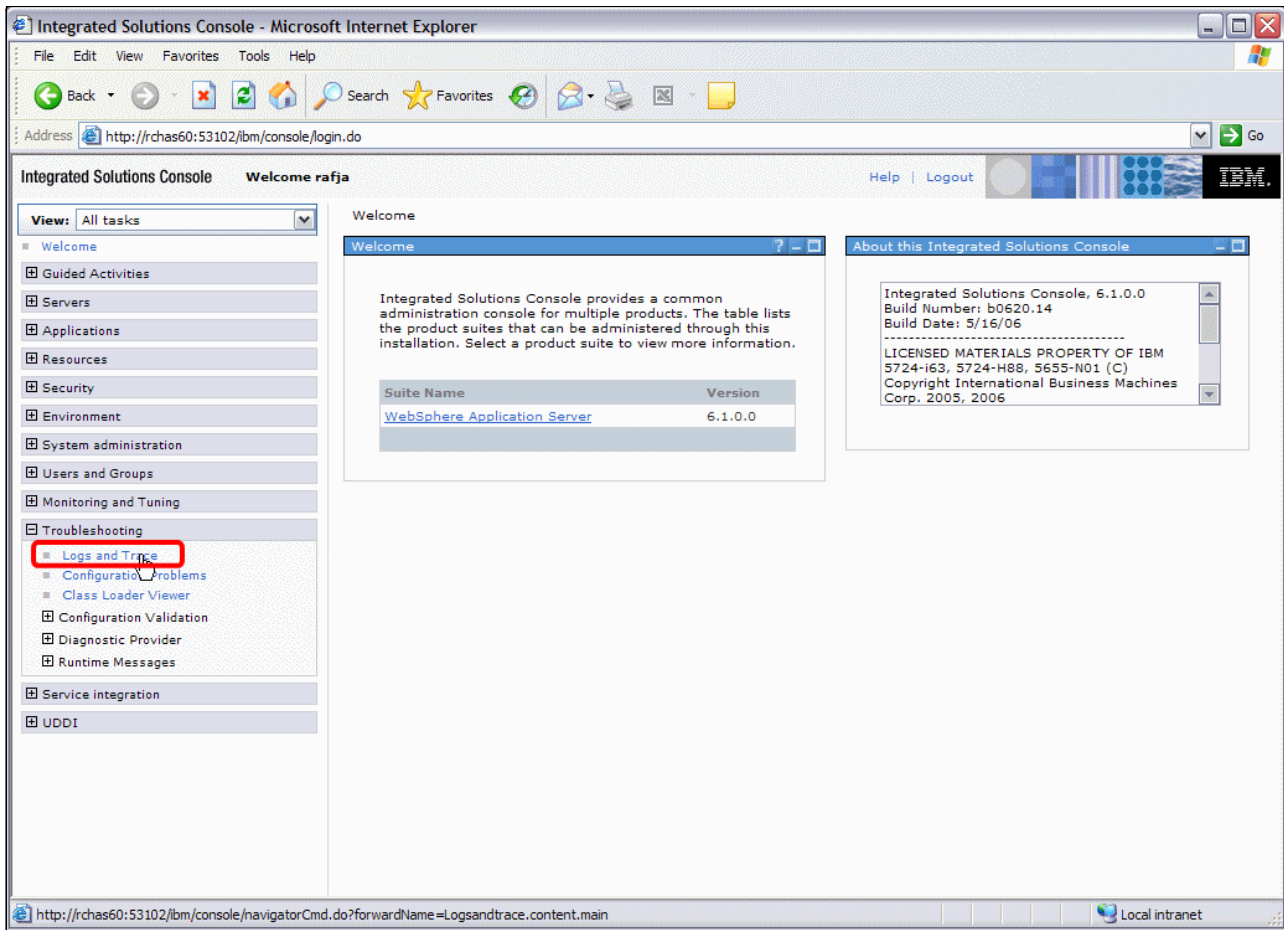 Integrated Solutions Console - Microsoft Internet Explorer
File Edit View Favorites Tools Help
Back Search Favorites
Address http://rchas60:53102/ibm/console/login.do Go
Integrated Solutions Console Welcome rafja Help | Logout IBM.
View: All tasks
Welcome
Guided Activities
Servers
Applications
Resources
Security
Environment
System administration
Users and Groups
Monitoring and Tuning
Troubleshooting
Logs and Trace
Configuration Problems
Class Loader Viewer
Configuration Validation
Diagnostic Provider
Runtime Messages
Service integration
UDDI
Welcome
Welcome ?
Integrated Solutions Console provides a common
administration console for multiple products. The table lists
the product suites that can be administered through this
installation. Select a product suite to view more information.
Suite Name Version
WebSphere Application Server 6.1.0.0
About this Integrated Solutions Console
Integrated Solutions Console, 6.1.0.0
Build Number: b0620.14
Build Date: 5/16/06
----------------------------------------
LICENSED MATERIALS PROPERTY OF IBM
5724-i63, 5724-H88, 5655-N01 (C)
Copyright International Business Machines
Corp. 2005, 2006
http://rchas60:53102/ibm/console/navigatorCmd.do?forwardName=Logsandtrace.content.main Local intranet